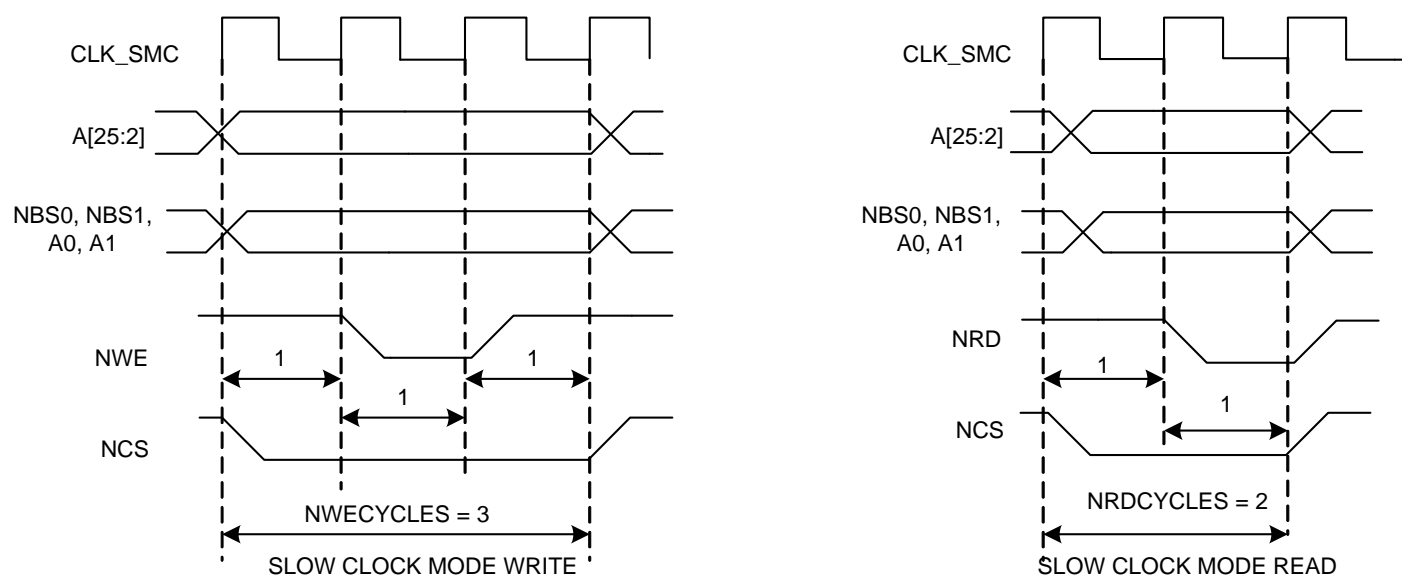 CLK_SMC
A[25:2]
NBS0, NBS1,
A0, A1
NWE
1
1
1
NCS
NWECYCLES = 3
SLOW CLOCK MODE WRITE
CLK_SMC
A[25:2]
NBS0, NBS1,
A0, A1
NRD
1
1
NCS
NRDCYCLES = 2
SLOW CLOCK MODE READ